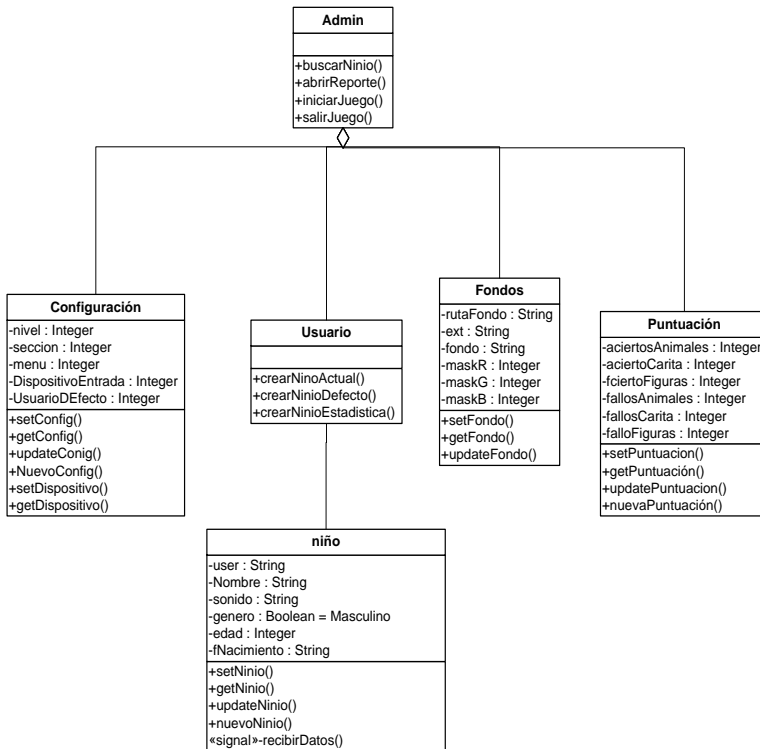 Admin
+buscarNinio()
+abrirReporte()
+iniciarJuego()
+salirJuego()
Configuración
-nivel : Integer
-seccion : Integer
-menu : Integer
-DispositivoEntrada : Integer
-UsuarioDEfecto : Integer
+setConfig()
+getConfig()
+updateConig()
+NuevoConfig()
+setDispositivo()
+getDispositivo()
Usuario
+crearNinoActual()
+crearNinioDefecto()
+crearNinioEstadistica()
Fondos
-rutaFondo : String
-ext : String
-fondo : String
-maskR : Integer
-maskG : Integer
-maskB : Integer
+setFondo()
+getFondo()
+updateFondo()
Puntuación
-aciertosAnimales : Integer
-aciertoCarita : Integer
-fciertoFiguras : Integer
-fallosAnimales : Integer
-fallosCarita : Integer
-falloFiguras : Integer
+setPuntuacion()
+getPuntuación()
+updatePuntuacion()
+nuevaPuntuación()
niño
-user : String
-Nombre : String
-sonido : String
-genero : Boolean = Masculino
-edad : Integer
-fNacimiento : String
+setNinio()
+getNinio()
+updateNinio()
+nuevoNinio()
«signal»-recibirDatos()